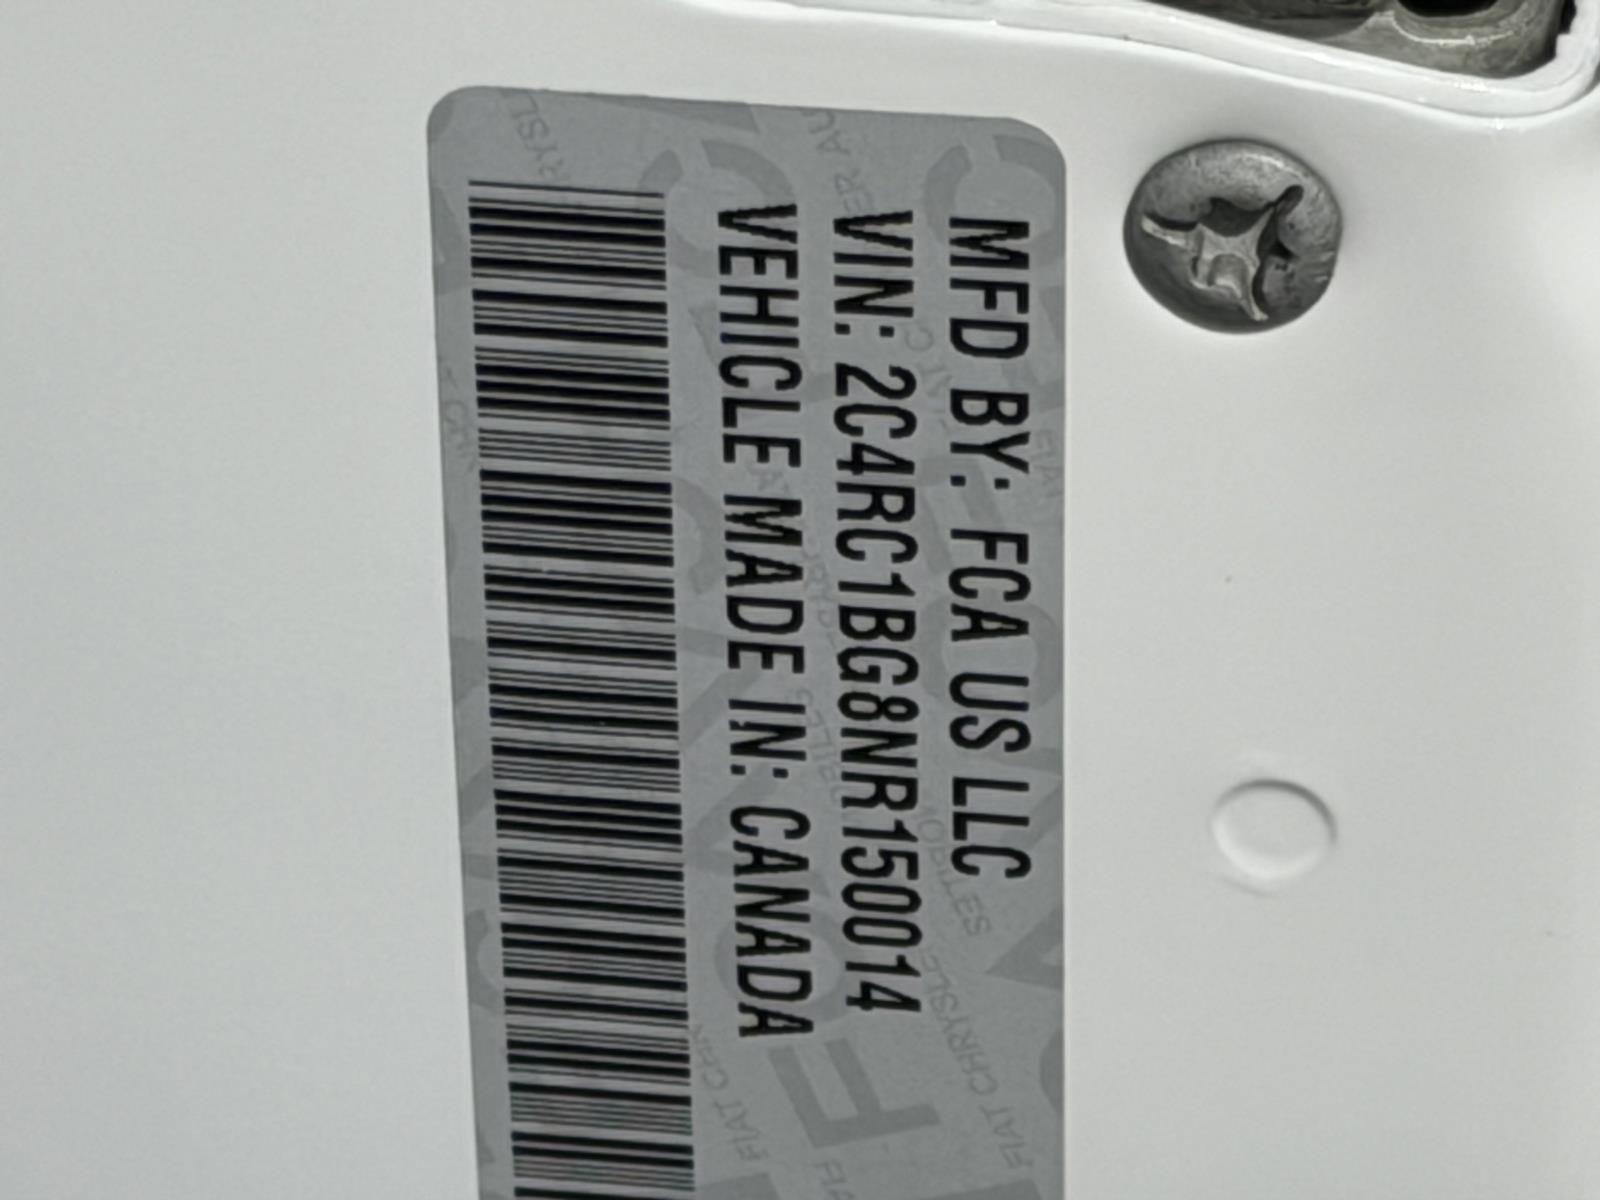 MFD BY: FCA US LLC
VIN: 2C4RC1BG8NR150014
VEHICLE MADE IN: CANADA